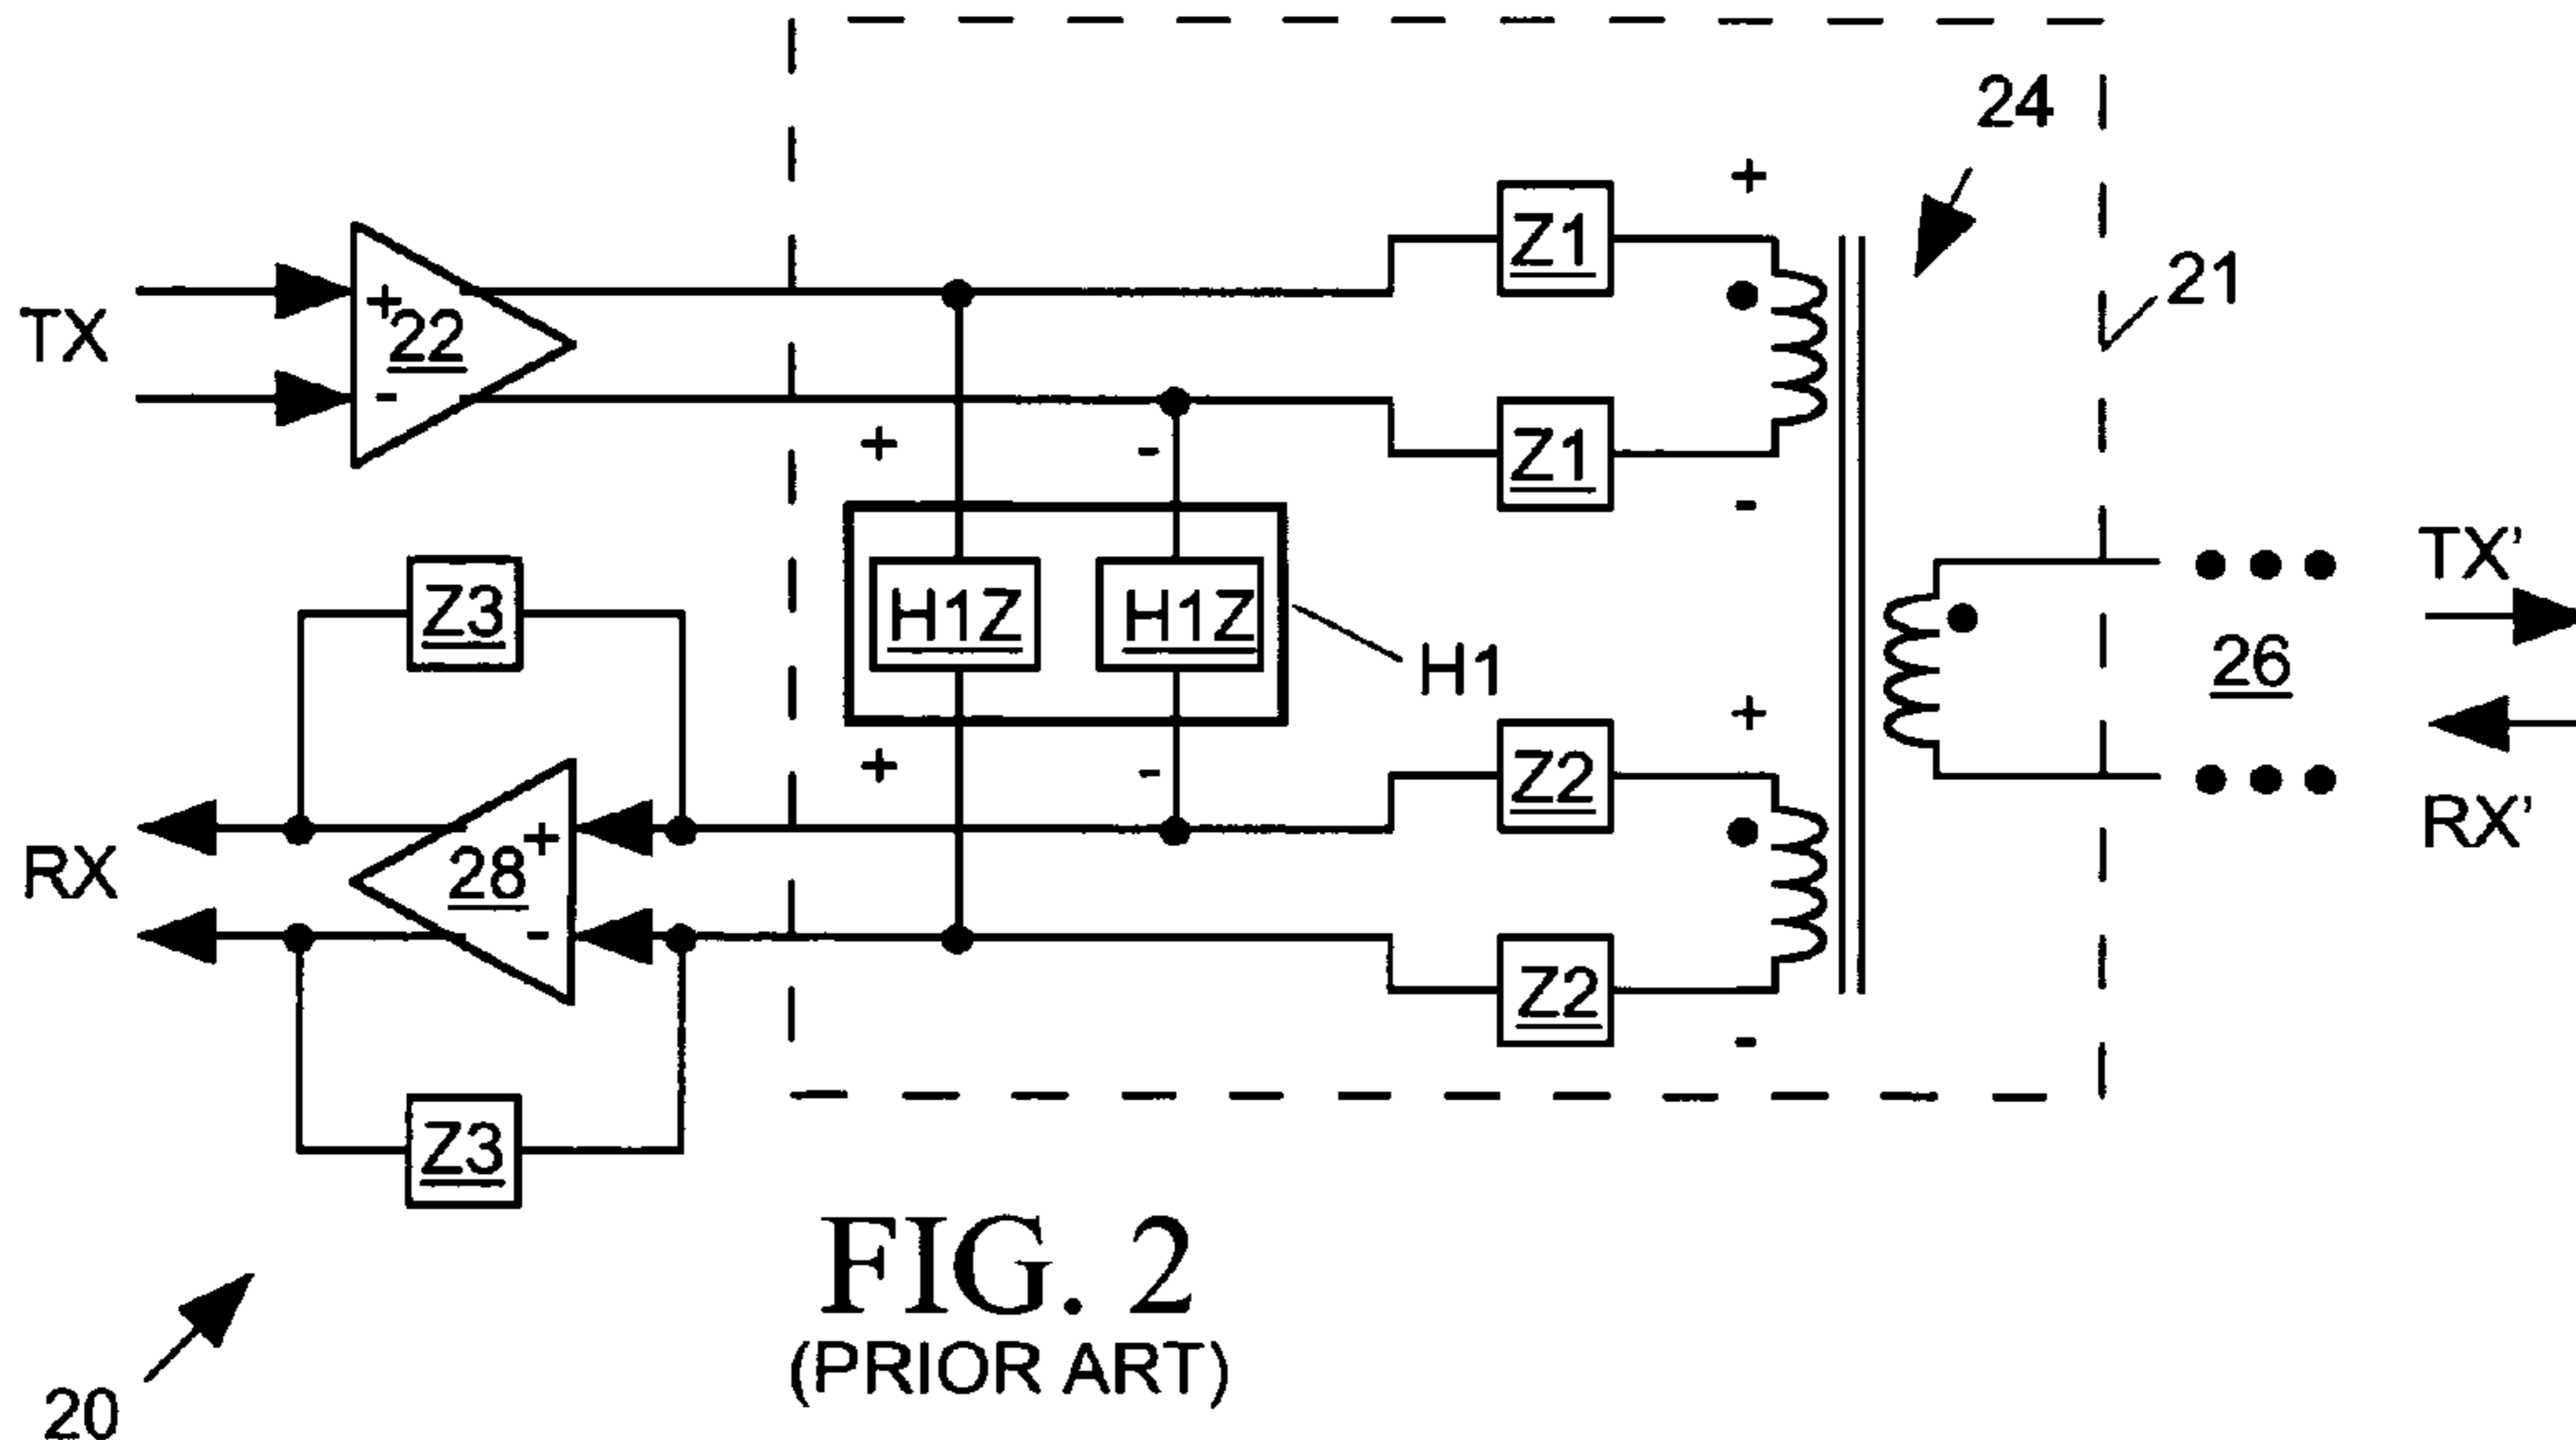 24
+
Z1
21
TX
+
22
-
+
-
Z1
-
TX’
Z3
H1Z
H1Z
H1
26
+
+
-
Z2
RX’
RX
28
+
-
Z2
-
Z3
FIG. 2
(PRIOR ART)
20